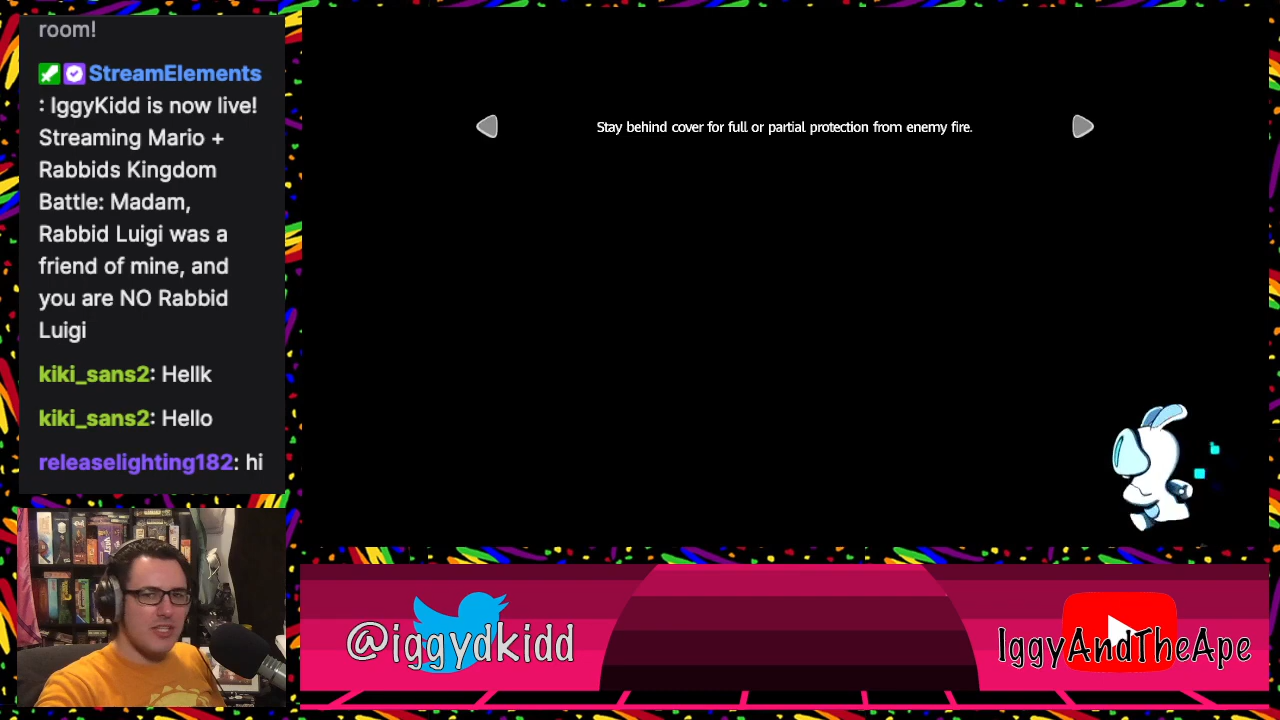 room!
StreamElements
: IggyKidd is now live!
Streaming Mario +
Rabbids Kingdom
Battle: Madam,
Rabbid Luigi was a
friend of mine, and
you are NO Rabbid
Luigi
kiki_sans2: Hellk
kiki_sans2: Hello
releaselighting182: hi
Stay behind cover for full or partial protection from enemy fire.
@iggydkidd
IggyAndTheApe